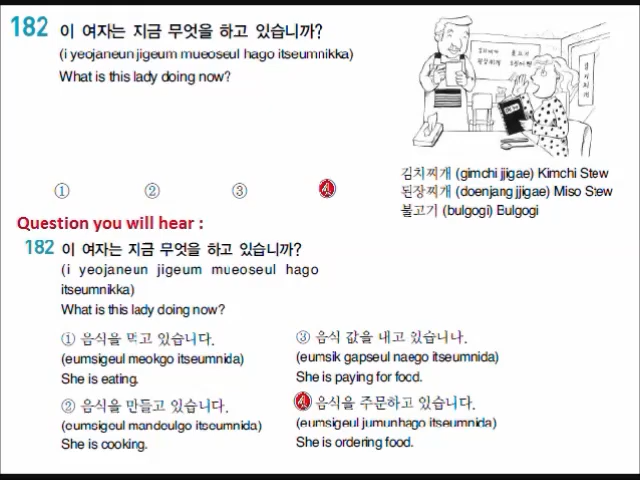 182 이 여자는 지금 무엇을 하고 있습니까?
(i yeojaneun jigeum mueoseul hago itseumnikka)
What is this lady doing now?
김치찌개 (gimchi jjigae) Kimchi Stew
된장찌개 (doenjang jjigae) Miso Stew
불고기 (bulgogi) Bulgogi
① ② ③ ④
Question you will hear :
182 이 여자는 지금 무엇을 하고 있습니까?
(i yeojaneun jigeum mueoseul hago
itseumnikka)
What is this lady doing now?
① 음식을 먹고 있습니다.
(eumsigeul meokgo itseumnida)
She is eating.
② 음식을 만들고 있습니다.
(eumsigeul mandeulgo itseumnida)
She is cooking.
③ 음식 값을 내고 있습니다.
(eumsik gapseul naego itseumnida)
She is paying for food.
④ 음식을 주문하고 있습니다.
(eumsigeul jumunhago itseumnida)
She is ordering food.